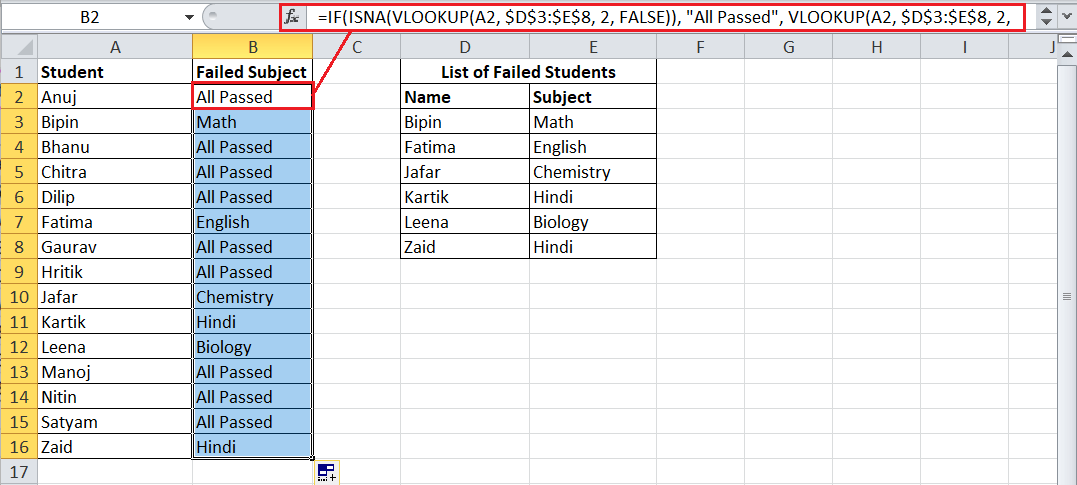 B2 fx =IF(ISNA(VLOOKUP(A2, $D$3:$E$8, 2, FALSE)), "All Passed", VLOOKUP(A2, $D$3:$E$8, 2,
A B C D E F G H I J
1 Student Failed Subject List of Failed Students
2 Anuj All Passed Name Subject
3 Bipin Math Bipin Math
4 Bhanu All Passed Fatima English
5 Chitra All Passed Jafar Chemistry
6 Dilip All Passed Kartik Hindi
7 Fatima English Leena Biology
8 Gaurav All Passed Zaid Hindi
9 Hritik All Passed
10 Jafar Chemistry
11 Kartik Hindi
12 Leena Biology
13 Manoj All Passed
14 Nitin All Passed
15 Satyam All Passed
16 Zaid Hindi
17